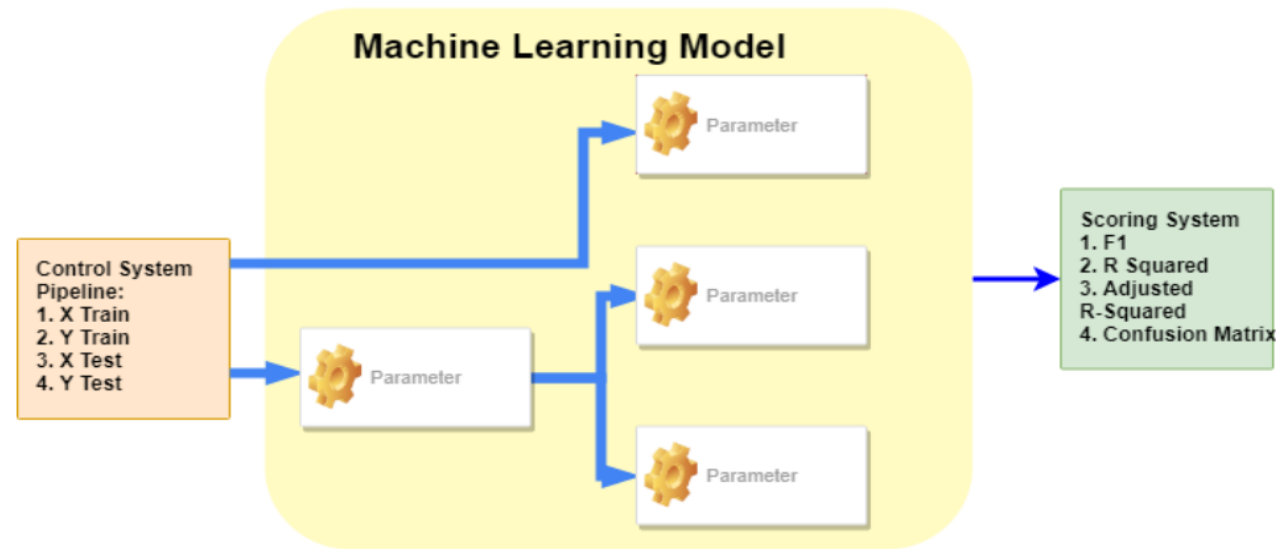 Machine Learning Model
Parameter
Control System
Pipeline:
1. X Train
2. Y Train
3. X Test
4. Y Test
Parameter
Parameter
Parameter
Scoring System
1. F1
2. R Squared
3. Adjusted
R-Squared
4. Confusion Matrix